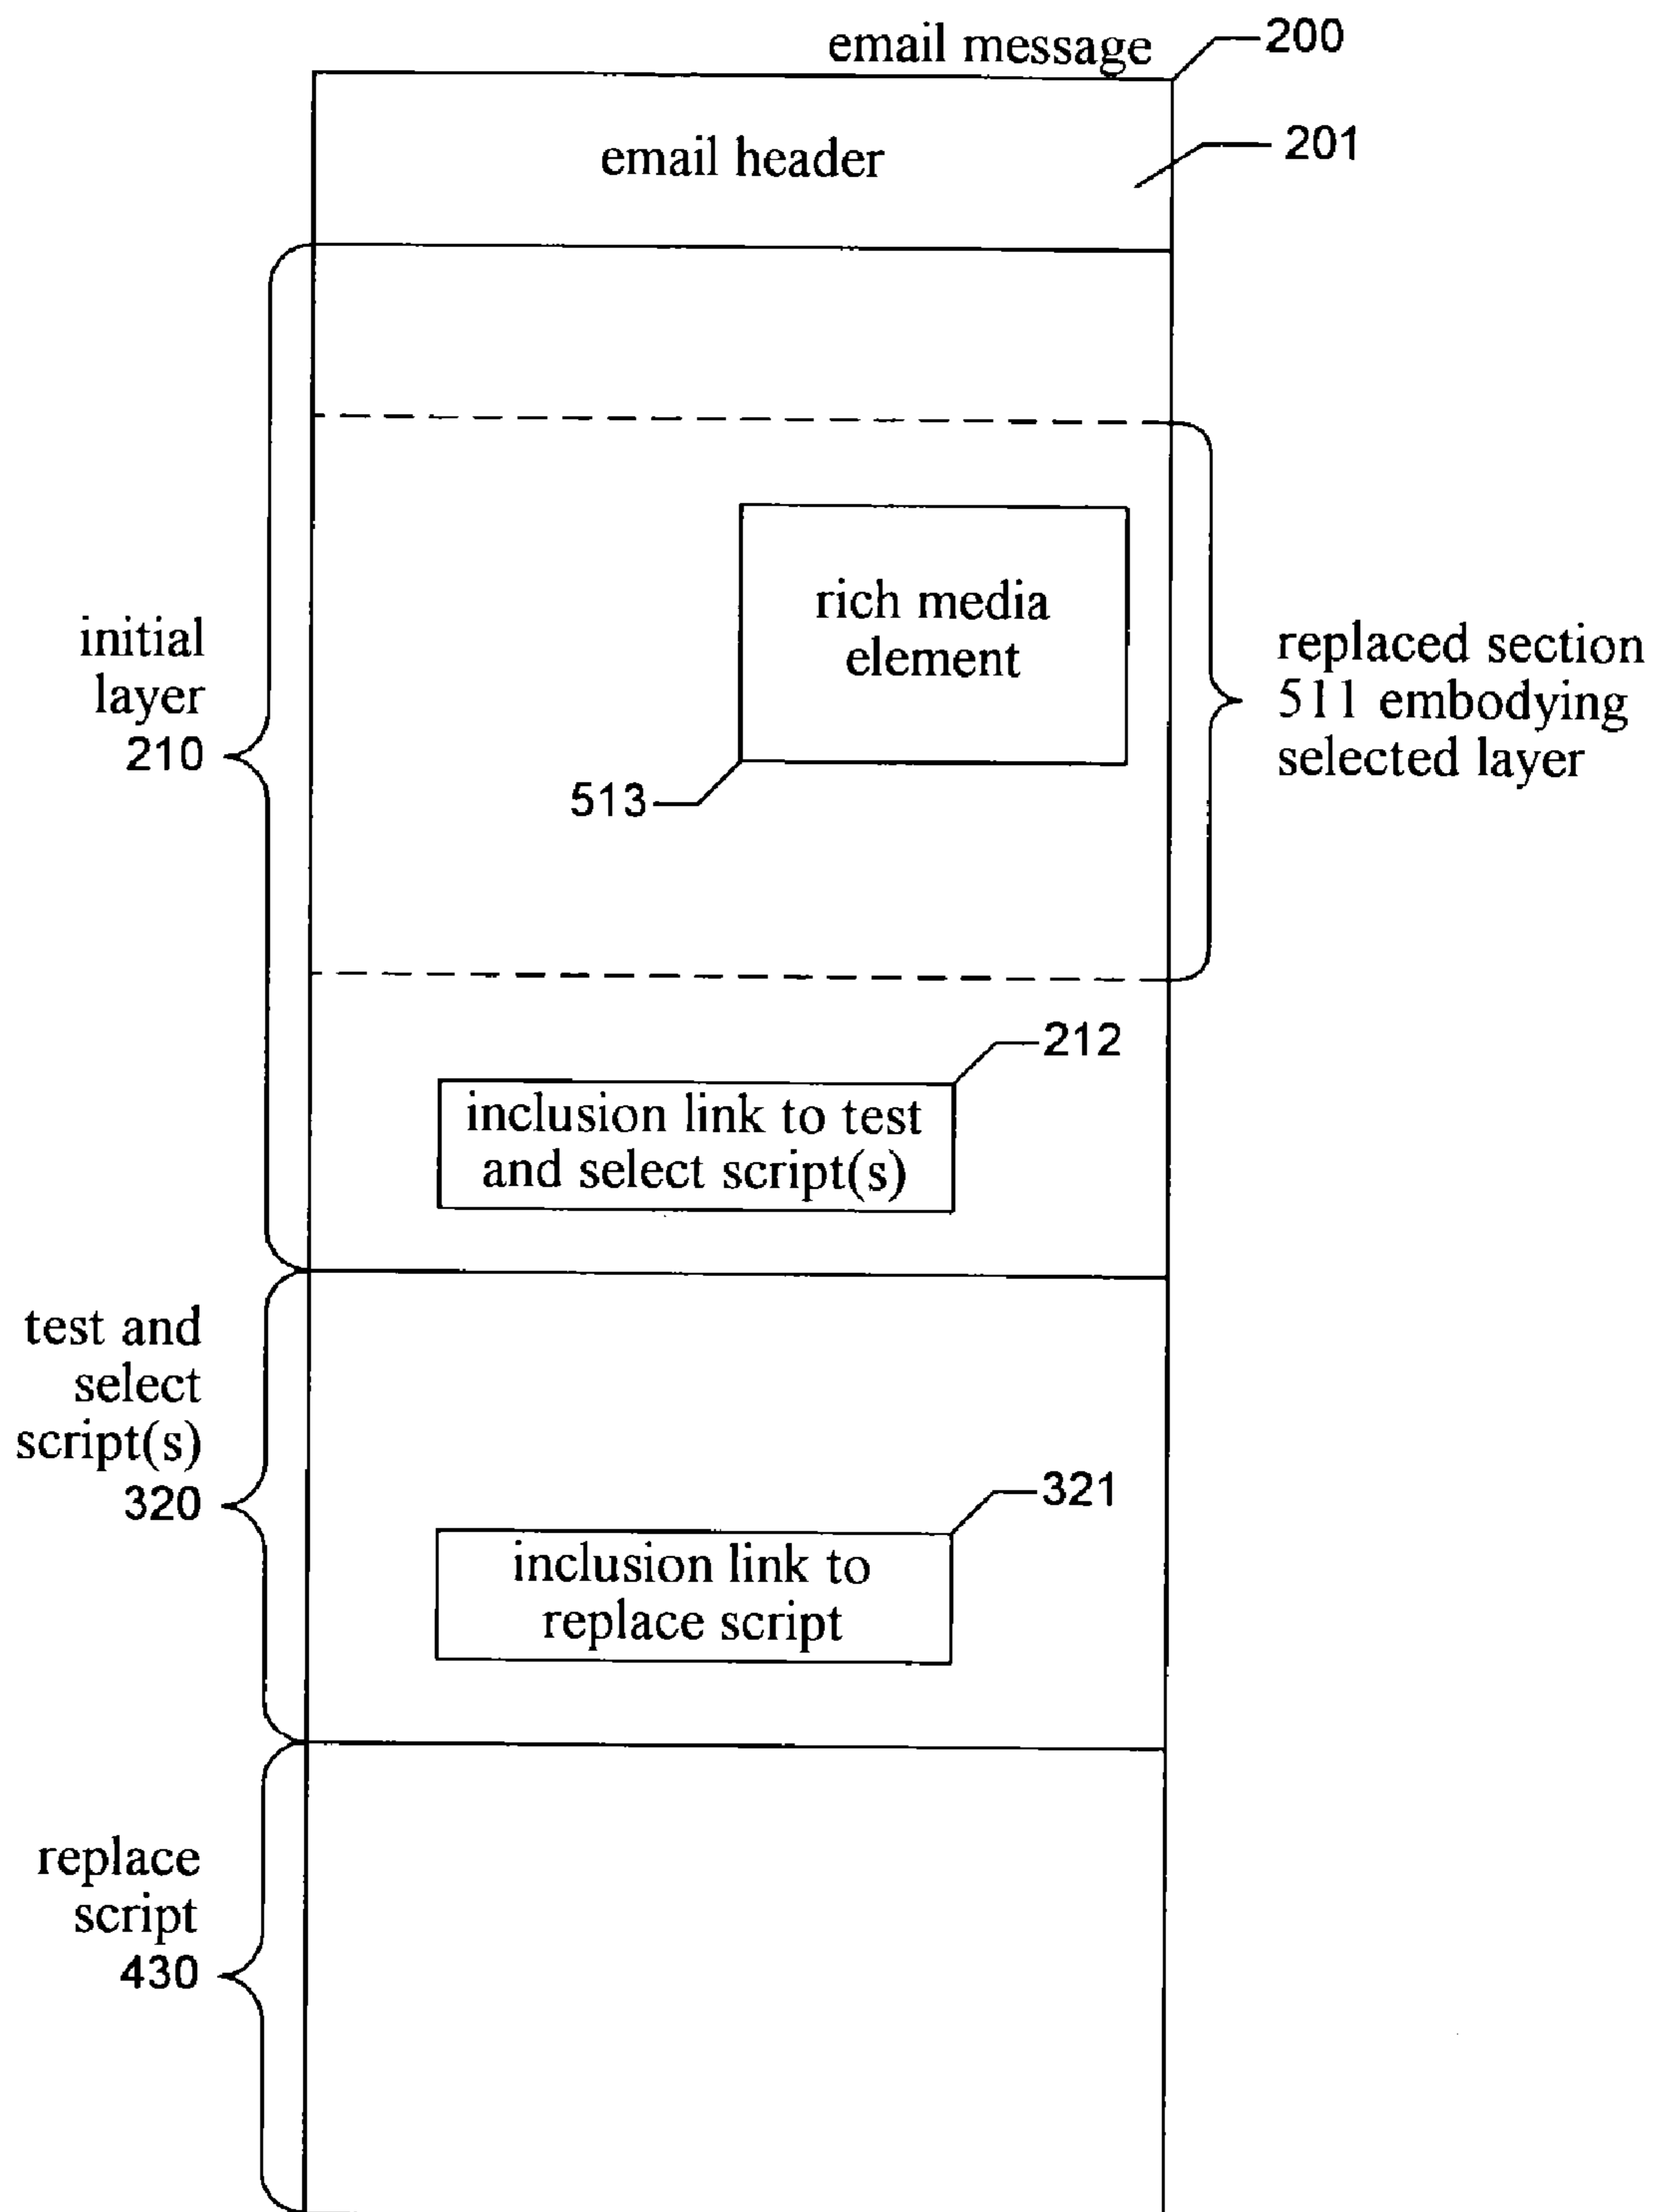 email message
200
email header
201
rich media
element
513
initial
layer
210
replaced section
511 embodying
selected layer
212
inclusion link to test
and select script(s)
test and
select
script(s)
320
321
inclusion link to
replace script
replace
script
430